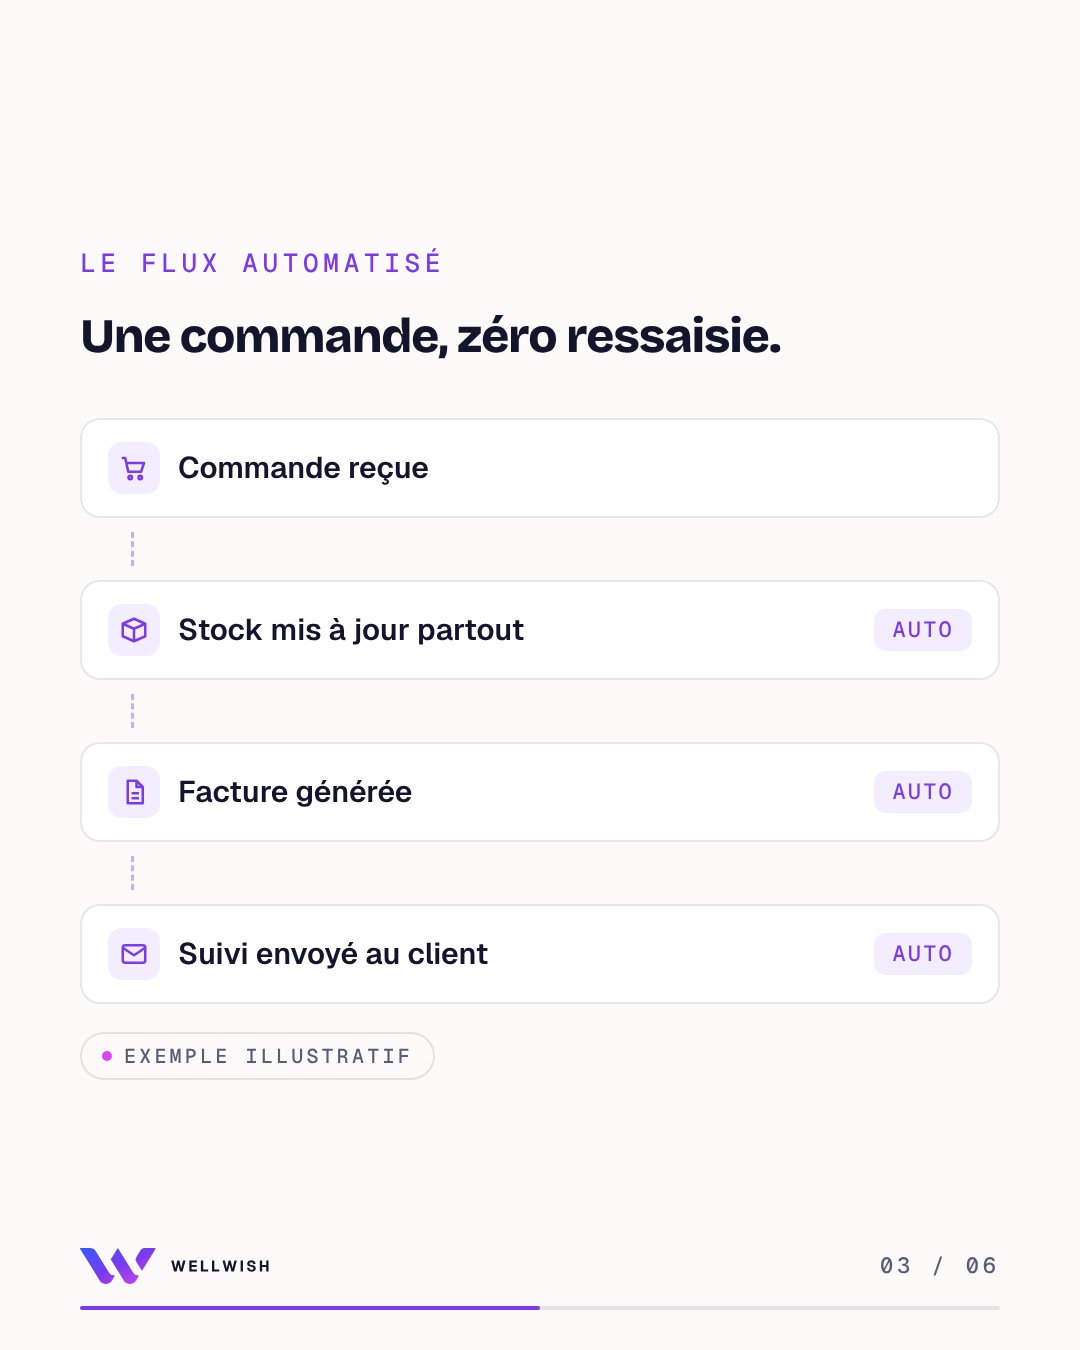 LE FLUX AUTOMATISÉ
Une commande, zéro ressaisie.
Commande reçue
Stock mis à jour partout AUTO
Facture générée AUTO
Suivi envoyé au client AUTO
EXEMPLE ILLUSTRATIF
WELLWISH 03 / 06